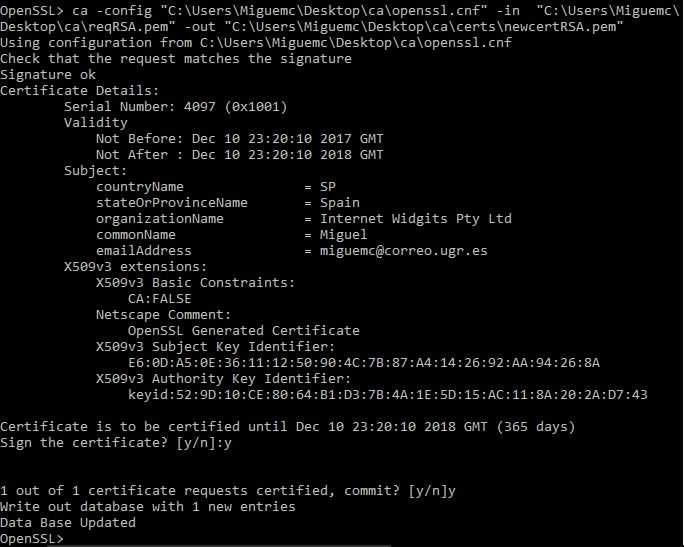 OpenSSL> ca -config "C:\Users\Miguemc\Desktop\ca\openssl.cnf" -in  "C:\Users\Miguemc\
Desktop\ca\reqRSA.pem" -out "C:\Users\Miguemc\Desktop\ca\certs\newcertRSA.pem"
Using configuration from C:\Users\Miguemc\Desktop\ca\openssl.cnf
Check that the request matches the signature
Signature ok
Certificate Details:
        Serial Number: 4097 (0x1001)
        Validity
            Not Before: Dec 10 23:20:10 2017 GMT
            Not After : Dec 10 23:20:10 2018 GMT
        Subject:
            countryName               = SP
            stateOrProvinceName       = Spain
            organizationName          = Internet Widgits Pty Ltd
            commonName                = Miguel
            emailAddress              = miguemc@correo.ugr.es
        X509v3 extensions:
            X509v3 Basic Constraints:
                CA:FALSE
            Netscape Comment:
                OpenSSL Generated Certificate
            X509v3 Subject Key Identifier:
                E6:0D:A5:0E:36:11:12:50:90:4C:7B:87:A4:14:26:92:AA:94:26:8A
            X509v3 Authority Key Identifier:
                keyid:52:9D:10:CE:80:64:B1:D3:7B:4A:1E:5D:15:AC:11:8A:20:2A:D7:43

Certificate is to be certified until Dec 10 23:20:10 2018 GMT (365 days)
Sign the certificate? [y/n]:y


1 out of 1 certificate requests certified, commit? [y/n]y
Write out database with 1 new entries
Data Base Updated
OpenSSL>